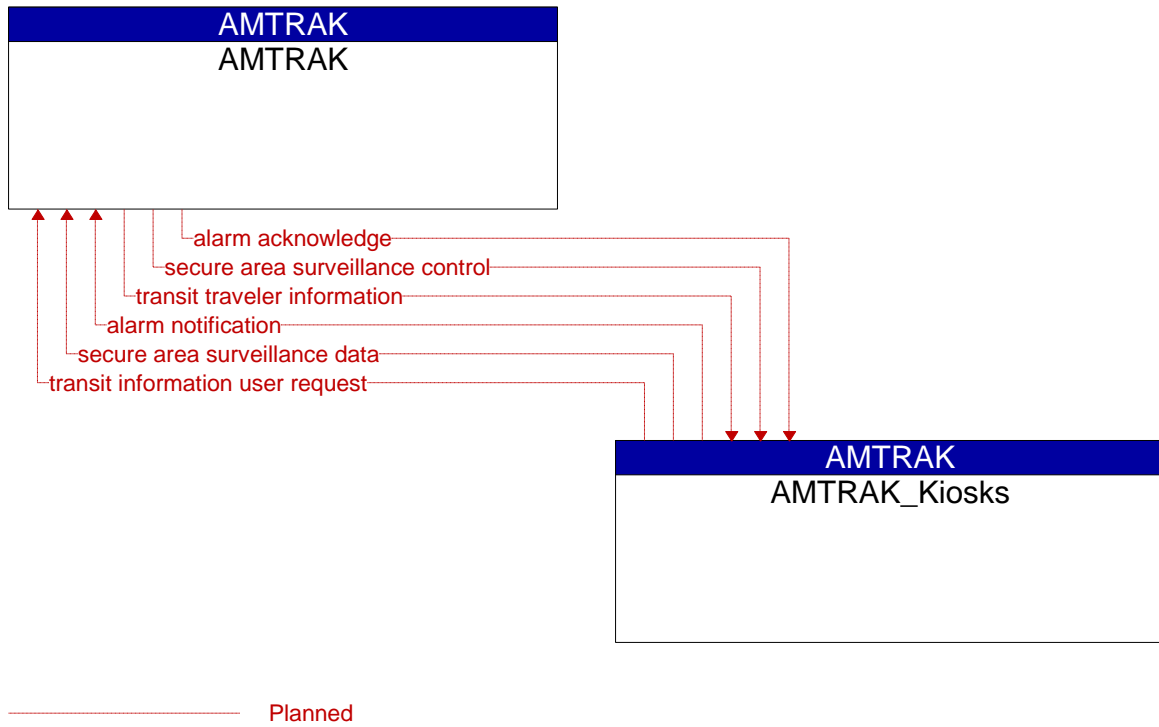 AMTRAK
AMTRAK
alarm acknowledge
secure area surveillance control
transit traveler information
alarm notification
secure area surveillance data
transit information user request
AMTRAK
AMTRAK_Kiosks
Planned